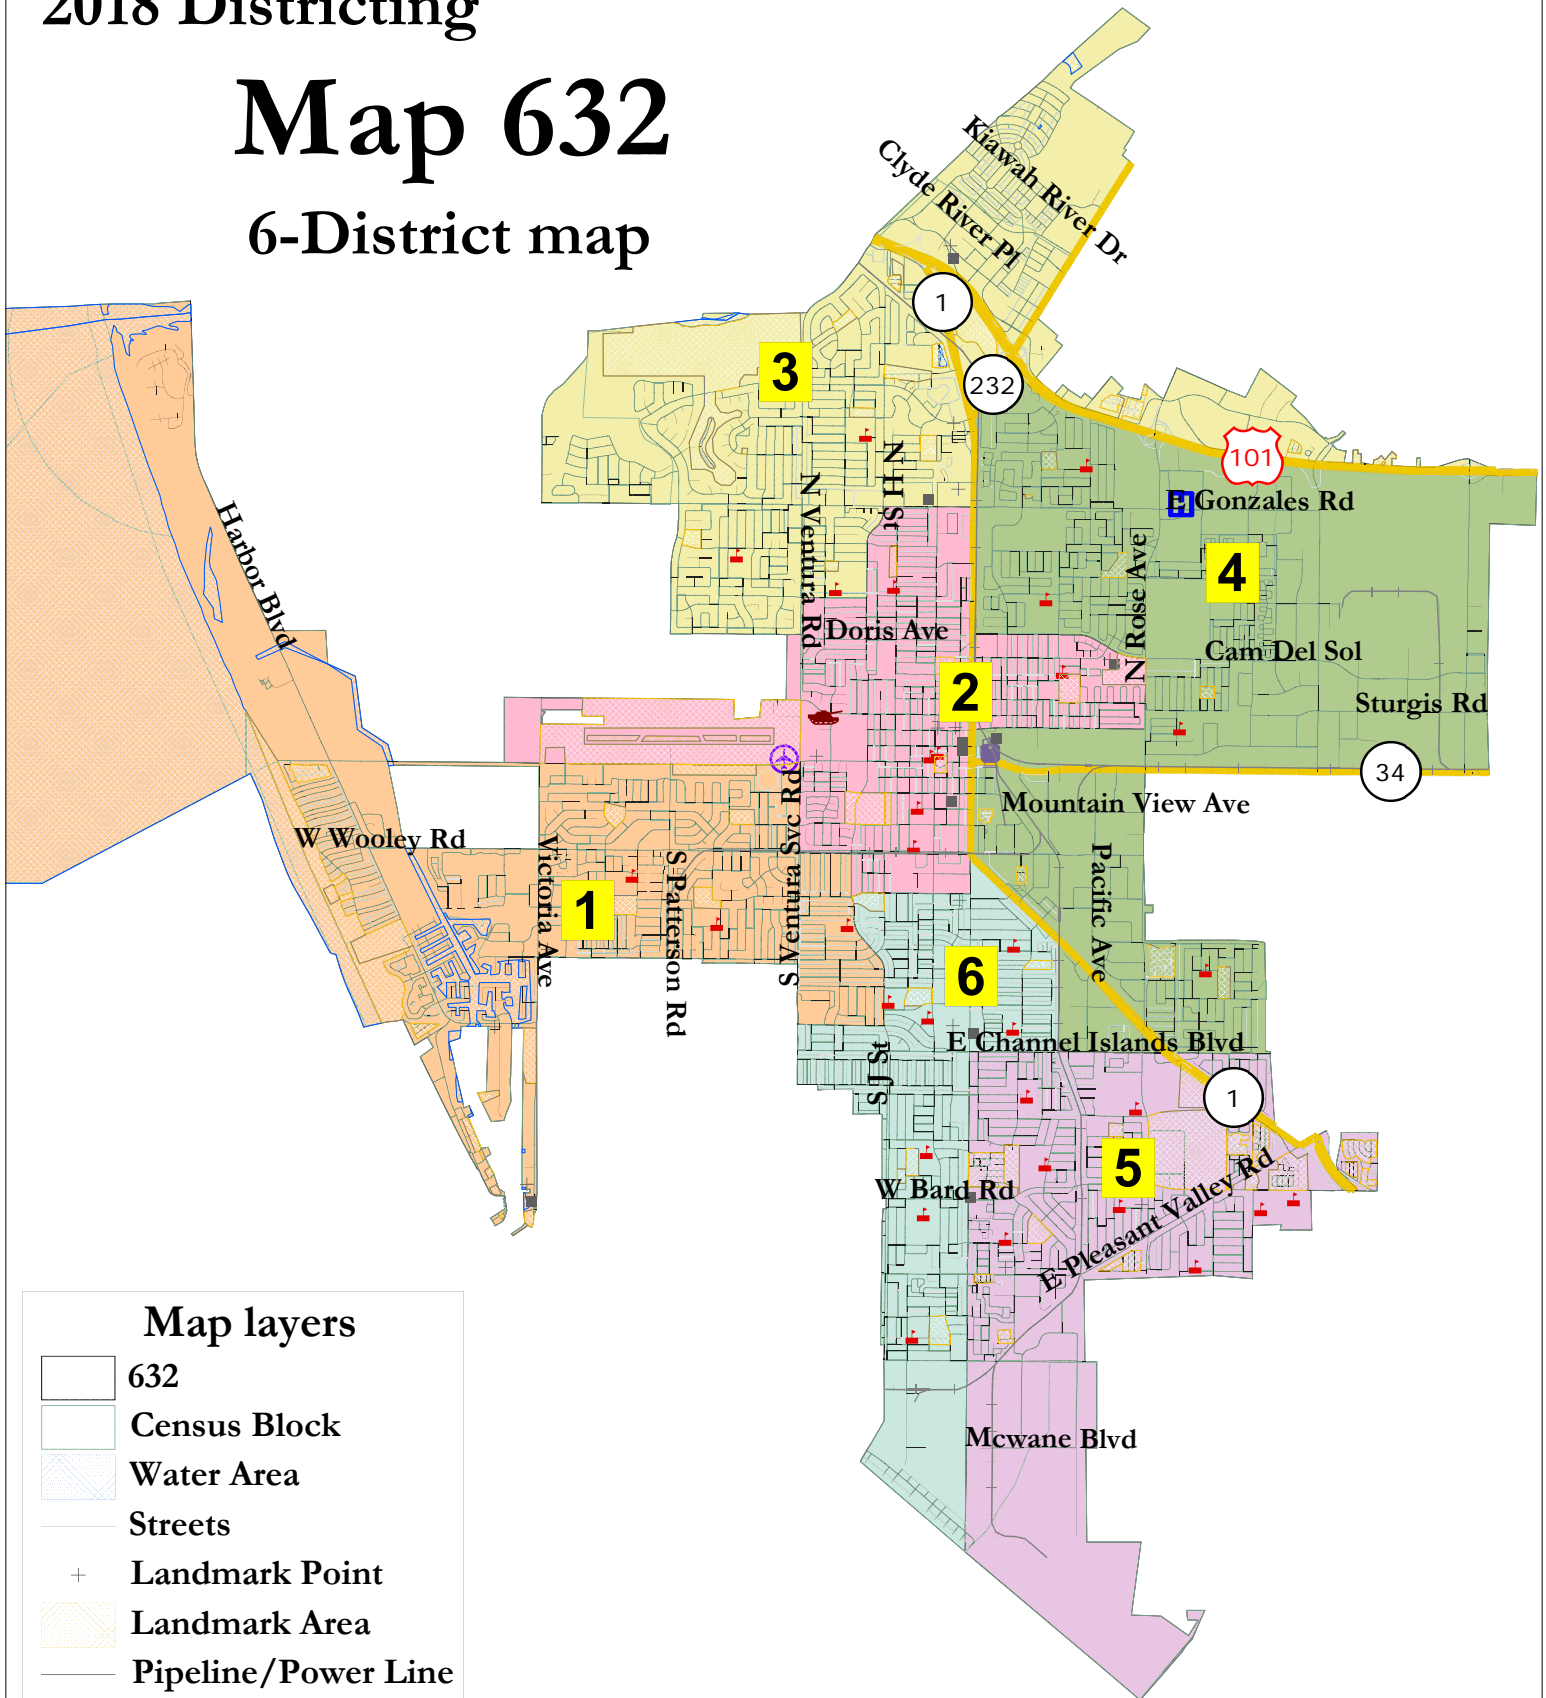 2018 Districting
Map 632
6-District map
Kiawah River Dr
Clyde River Pl
1
232
3
101
N H St
E Gonzales Rd
H
N Ventura Rd
Harbor Blvd
N Rose Ave
4
Doris Ave
Cam Del Sol
2
Sturgis Rd
34
Mountain View Ave
W Wooley Rd
S Ventura Syc Rd
Victoria Ave
S Patterson Rd
Pacific Ave
1
6
E Channel Islands Blvd
S J St
1
5
W Bard Rd
E Pleasant Valley Rd
Mcwane Blvd
Map layers
632
Census Block
Water Area
Streets
Landmark Point
Landmark Area
Pipeline/Power Line